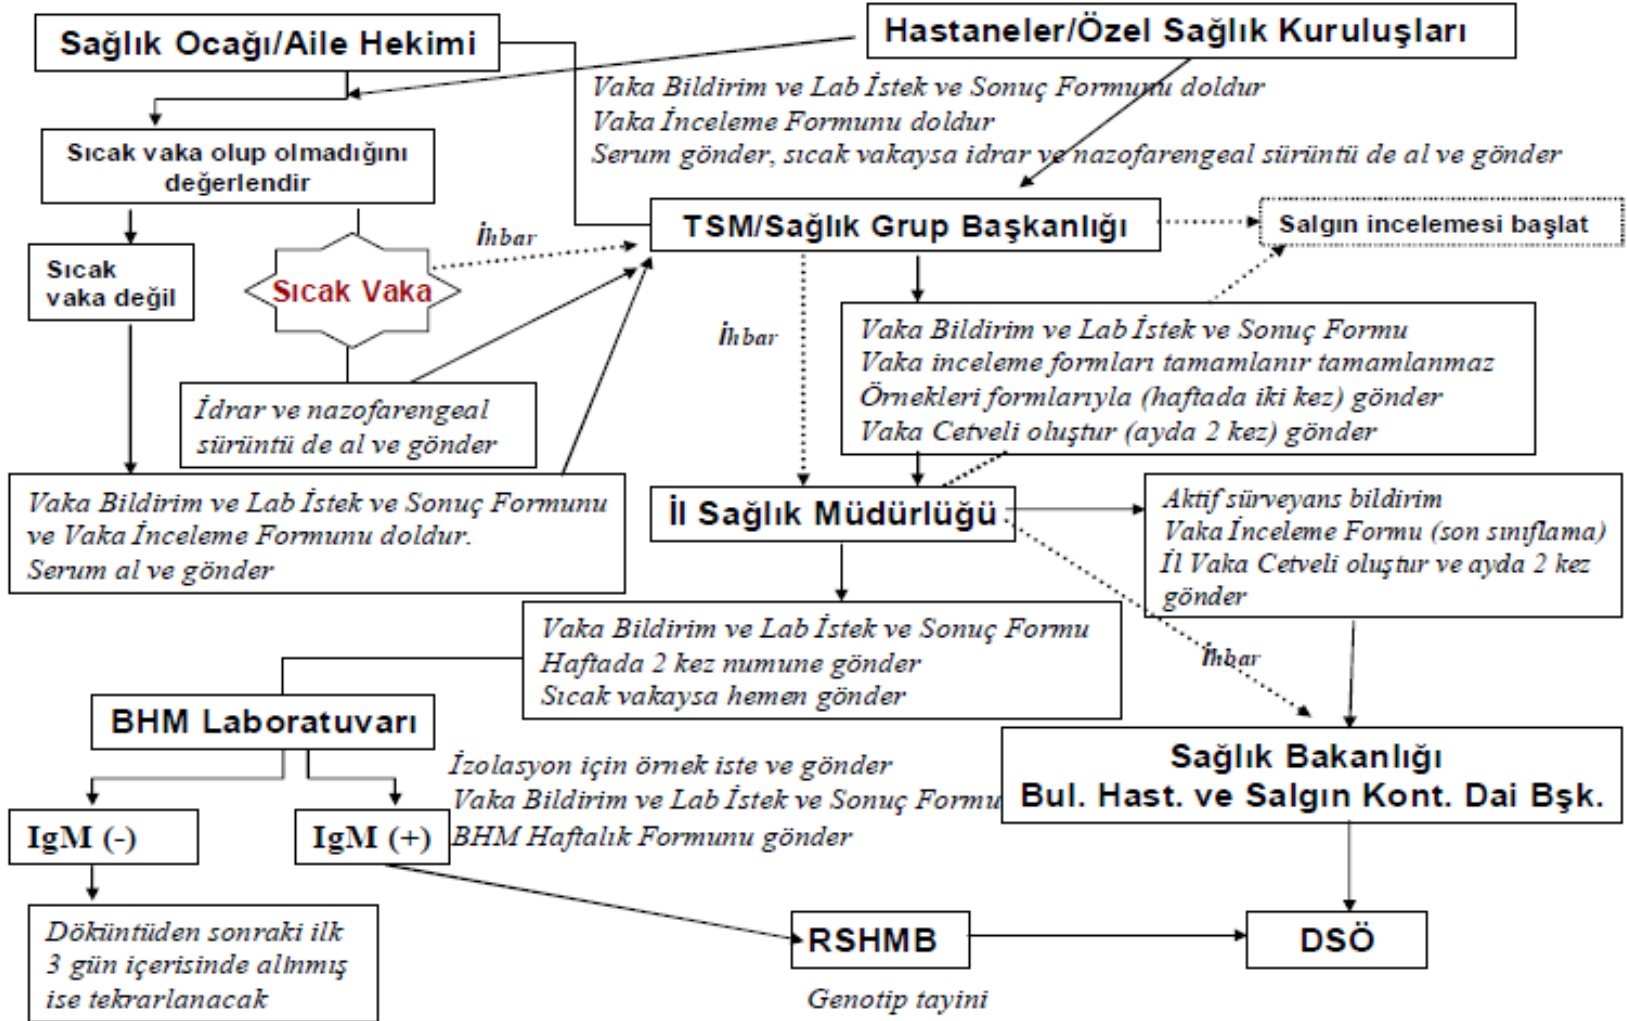 Sağlık Ocağı/Aile Hekimi
Hastaneler/Özel Sağlık Kuruluşları
Vaka Bildirim ve Lab İstek ve Sonuç Formunu doldur
Vaka İnceleme Formunu doldur
Serum gönder, sıcak vakaysa idrar ve nazofarengeal sürüntü de al ve gönder
Sıcak vaka olup olmadığını
değerlendir
TSM/Sağlık Grup Başkanlığı
Salgın incelemesi başlat
İhbar
Sıcak
vaka değil
Sıcak Vaka
İhbar
Vaka Bildirim ve Lab İstek ve Sonuç Formu
Vaka inceleme formları tamamlanır tamamlanmaz
Örnekleri formlarıyla (haftada iki kez) gönder
Vaka Cetveli oluştur (ayda 2 kez) gönder
İdrar ve nazofarengeal
sürüntü de al ve gönder
Vaka Bildirim ve Lab İstek ve Sonuç Formunu
ve Vaka İnceleme Formunu doldur.
Serum al ve gönder
İl Sağlık Müdürlüğü
Aktif sürveyans bildirim
Vaka İnceleme Formu (son sınıflama)
İl Vaka Cetveli oluştur ve ayda 2 kez
gönder
Vaka Bildirim ve Lab İstek ve Sonuç Formu
Haftada 2 kez numune gönder
Sıcak vakaysa hemen gönder
İhbar
BHM Laboratuvarı
Sağlık Bakanlığı
Bul. Hast. ve Salgın Kont. Dai Bşk.
İzolasyon için örnek iste ve gönder
Vaka Bildirim ve Lab İstek ve Sonuç Formu
BHM Haftalık Formunu gönder
IgM (-)
IgM (+)
Döküntüden sonraki ilk
3 gün içerisinde alınmış
ise tekrarlanacak
RSHMB
DSÖ
Genotip tayini